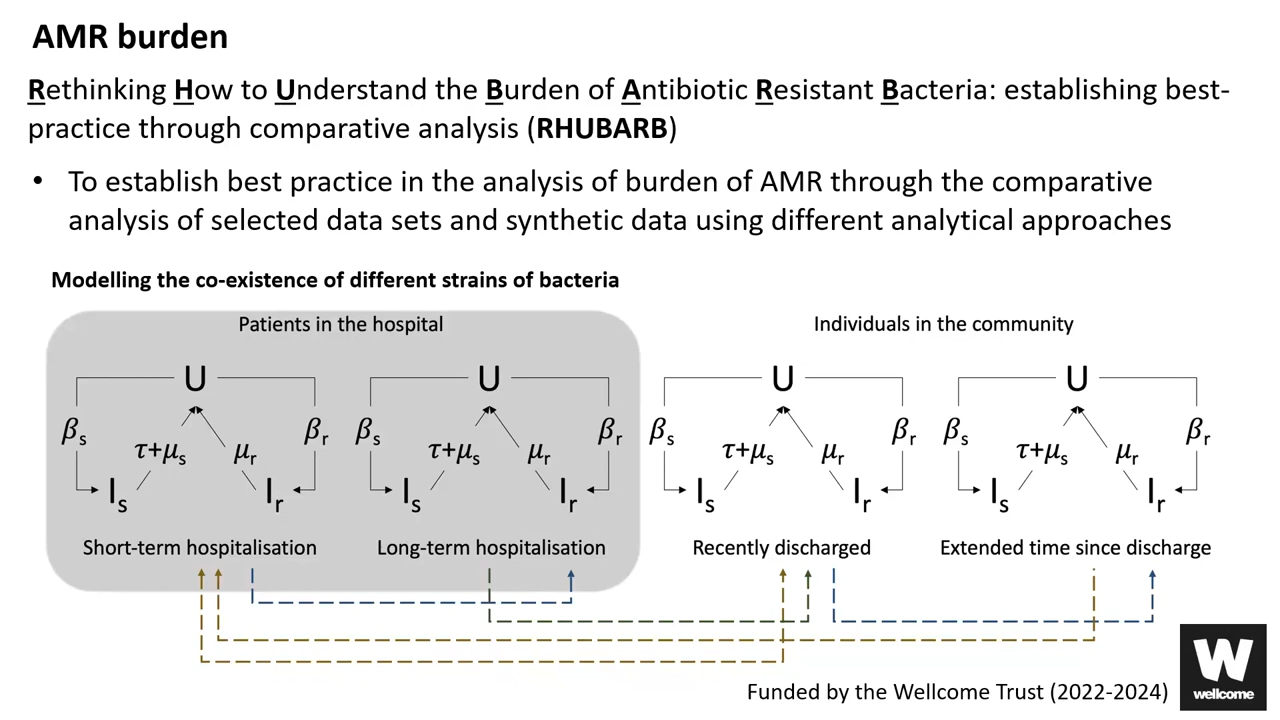 AMR burden
Rethinking How to Understand the Burden of Antibiotic Resistant Bacteria: establishing best-
practice through comparative analysis (RHUBARB)
• To establish best practice in the analysis of burden of AMR through the comparative
analysis of selected data sets and synthetic data using different analytical approaches
Modelling the co-existence of different strains of bacteria
Patients in the hospital
Individuals in the community
U U U U
βs βr βs βr βs βr βs βr
τ+μs μr τ+μs μr τ+μs μr τ+μs μr
Is Ir Is Ir Is Ir Is Ir
Short-term hospitalisation
Long-term hospitalisation
Recently discharged
Extended time since discharge
Funded by the Wellcome Trust (2022-2024)
W
wellcome